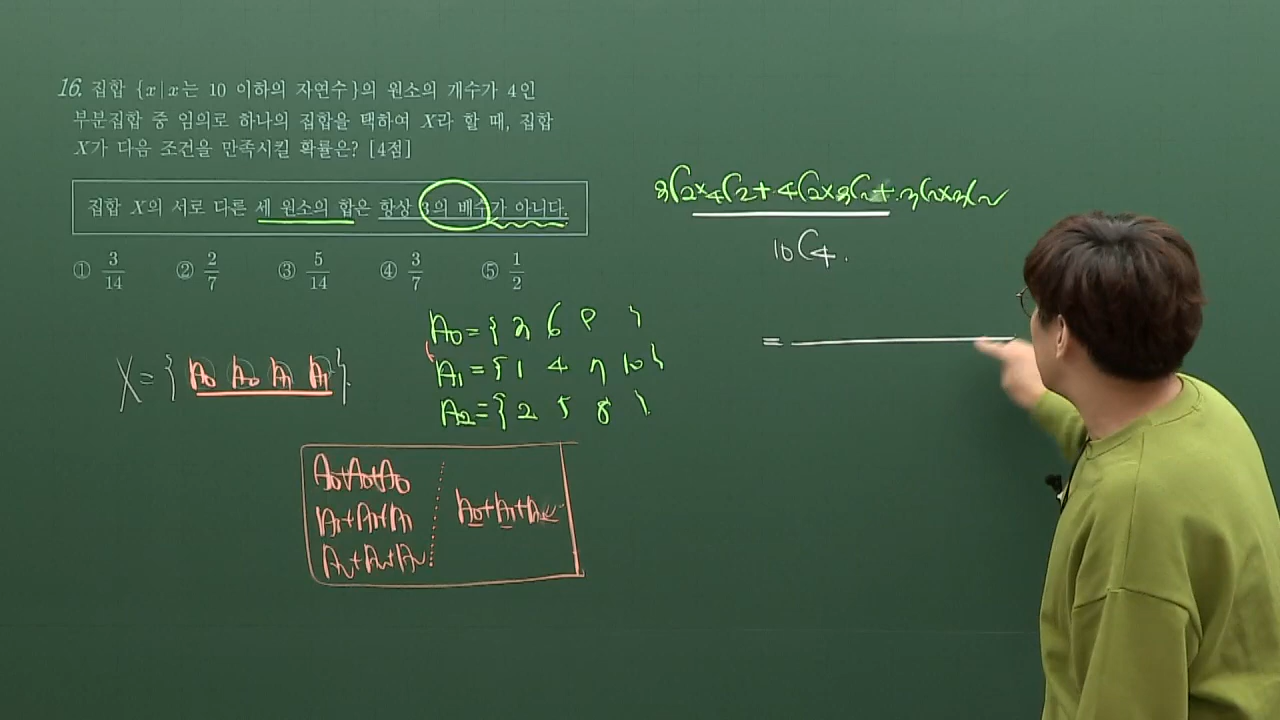 16. 집합 {x|x는 10 이하의 자연수}의 원소의 개수가 4인
부분집합 중 임의로 하나의 집합을 택하여 X라 할 때, 집합
X가 다음 조건을 만족시킬 확률은? [4점]
집합 X의 서로 다른 세 원소의 합은 항상 3의 배수가 아니다.
① 3/14 ② 2/7 ③ 5/14 ④ 3/7 ⑤ 1/2
X={ A0 A0 A1 A1 }
A0={ 3 6 9 }
A1={ 1 4 7 10 }
A2={ 2 5 8 }
A0+A0+A0
A1+A1+A1
A2+A2+A2
A0+A1+A2
3C2×4C2+4C2×3C2+3C2×3C2
10C4
=